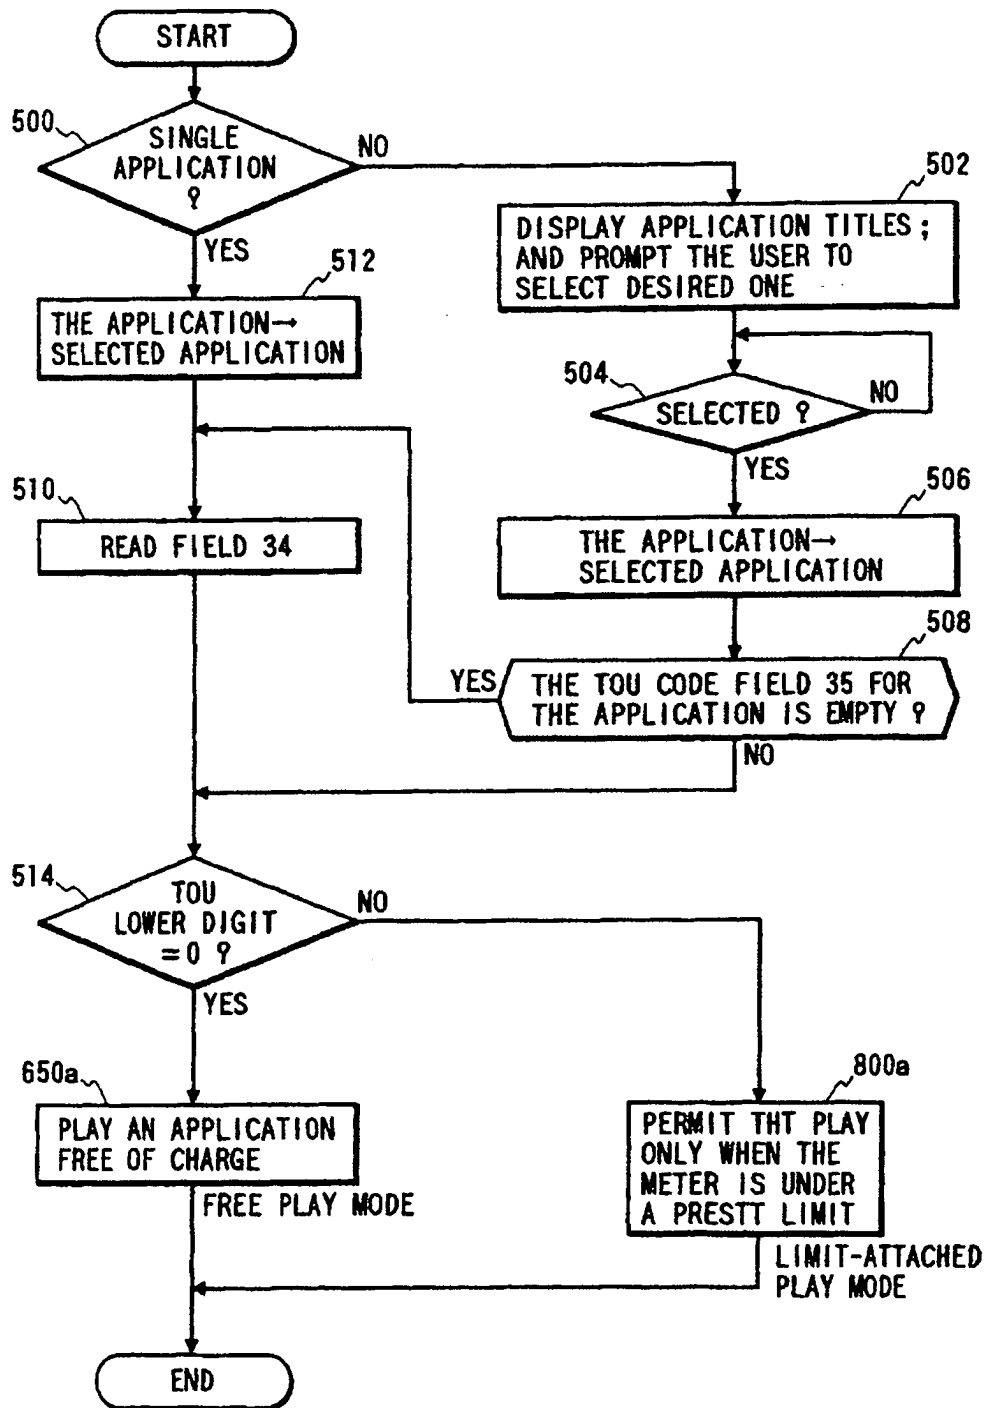 START
500
SINGLE
APPLICATION
?
NO
YES
502
DISPLAY APPLICATION TITLES;
AND PROMPT THE USER TO
SELECT DESIRED ONE
512
THE APPLICATION→
SELECTED APPLICATION
504
SELECTED ?
NO
YES
506
THE APPLICATION→
SELECTED APPLICATION
510
READ FIELD 34
508
THE TOU CODE FIELD 35 FOR
THE APPLICATION IS EMPTY ?
YES
NO
514
TOU
LOWER DIGIT
=0 ?
NO
YES
650a
PLAY AN APPLICATION
FREE OF CHARGE
FREE PLAY MODE
800a
PERMIT THT PLAY
ONLY WHEN THE
METER IS UNDER
A PRESTT LIMIT
LIMIT-ATTACHED
PLAY MODE
END